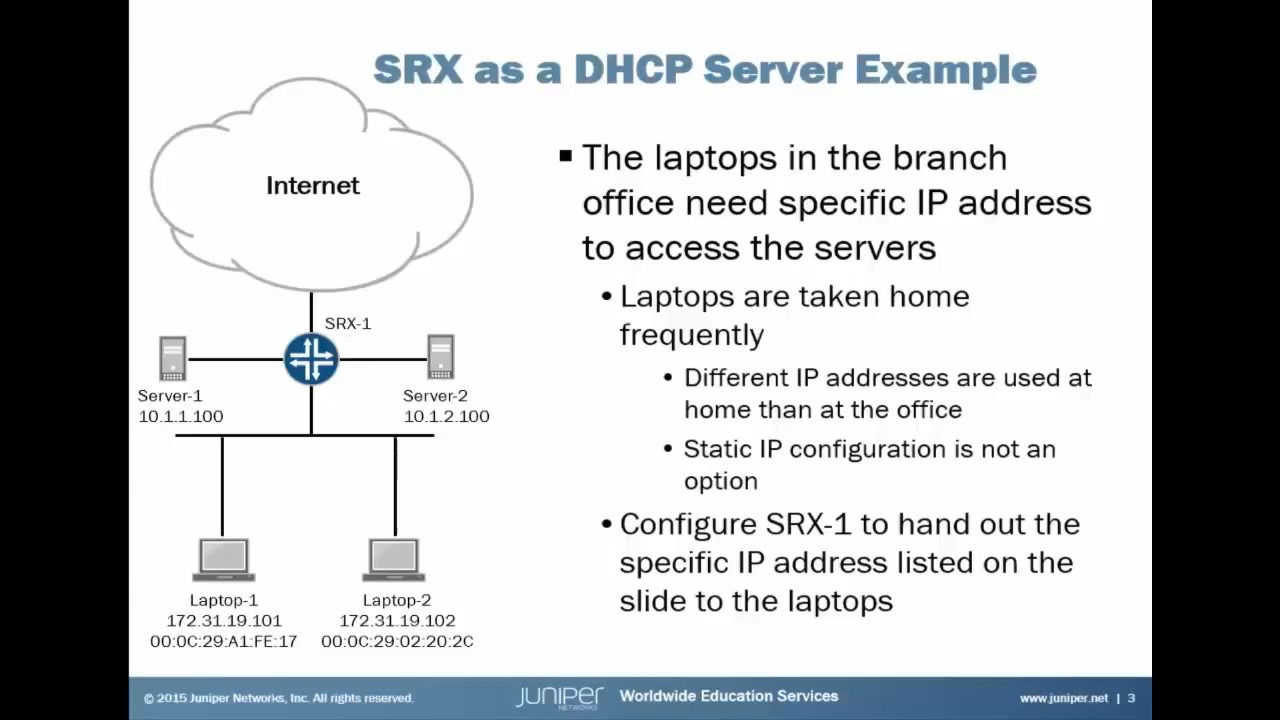 SRX as a DHCP Server Example
Internet
SRX-1
Server-1
10.1.1.100
Server-2
10.1.2.100
Laptop-1
172.31.19.101
00:0C:29:A1:FE:17
Laptop-2
172.31.19.102
00:0C:29:02:20:2C
▪ The laptops in the branch
office need specific IP address
to access the servers
• Laptops are taken home
frequently
• Different IP addresses are used at
home than at the office
• Static IP configuration is not an
option
• Configure SRX-1 to hand out the
specific IP address listed on the
slide to the laptops
© 2015 Juniper Networks, Inc. All rights reserved.
JUNIPER
NETWORKS
Worldwide Education Services
www.juniper.net | 3